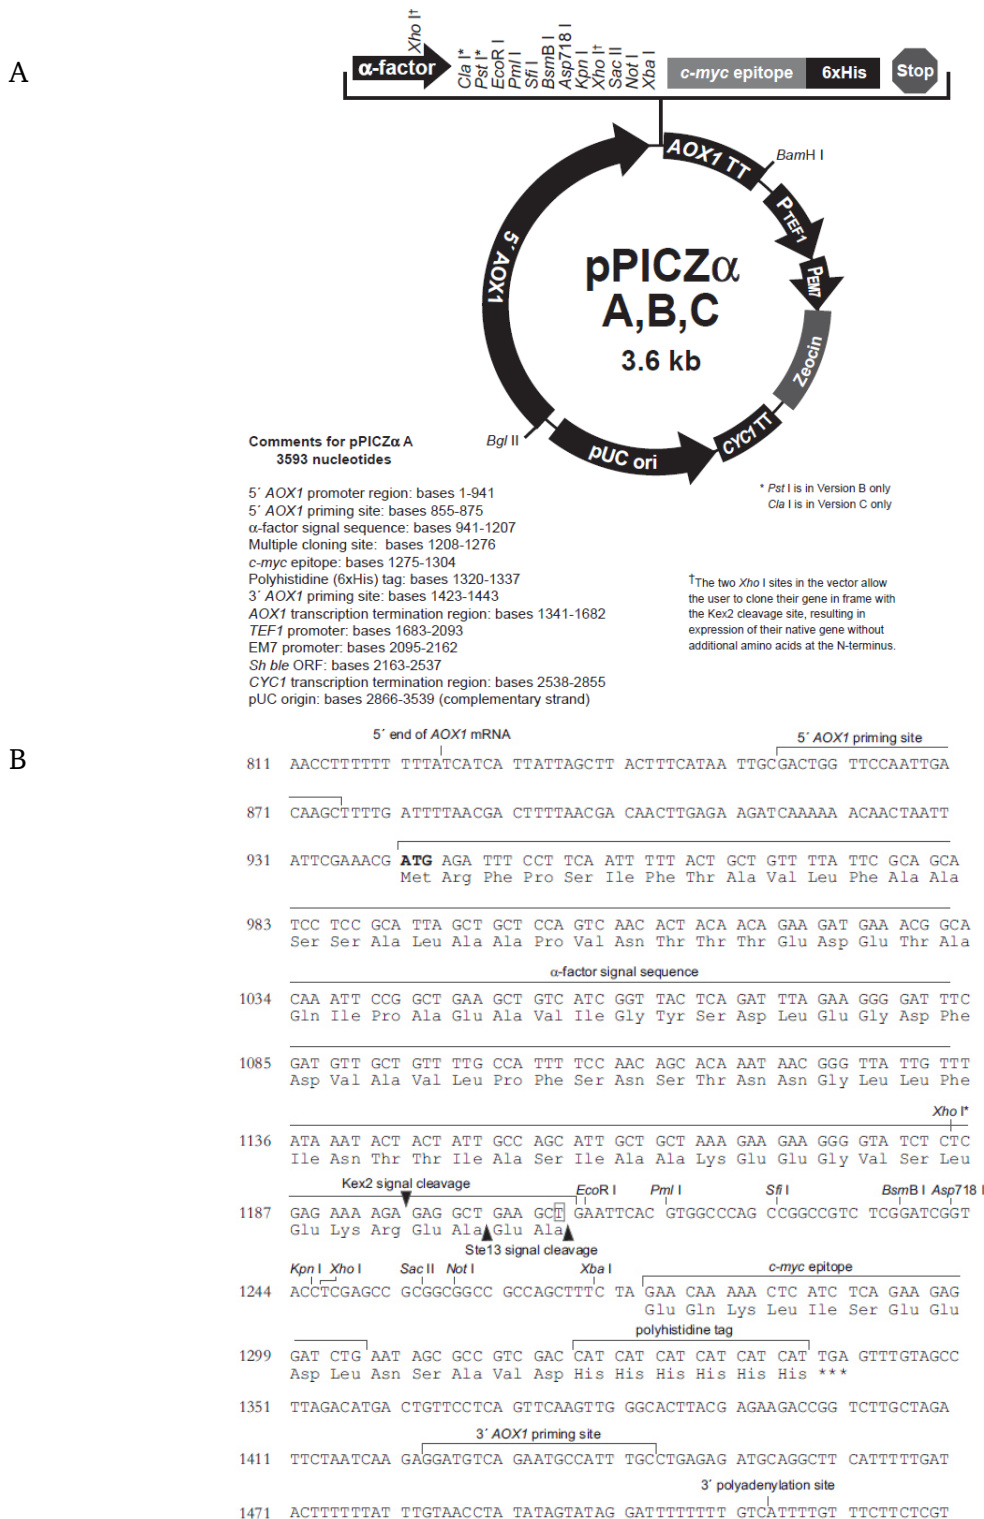 A
Xho I†
α-factor
Cla I*
Pst I*
EcoR I
Pml I
Sfi I
BsmB I
Asp718 I
Kpn I
Xho I†
Sac II
Not I
Xba I
c-myc epitope
6xHis
Stop
AOX1 TT
BamH I
PTEF1
PEM7
Zeocin
CYC1 TT
pUC ori
Bgl II
5´ AOX1
pPICZα
A,B,C
3.6 kb
Comments for pPICZα A
3593 nucleotides
5´ AOX1 promoter region: bases 1-941
5´ AOX1 priming site: bases 855-875
α-factor signal sequence: bases 941-1207
Multiple cloning site: bases 1208-1276
c-myc epitope: bases 1275-1304
Polyhistidine (6xHis) tag: bases 1320-1337
3´ AOX1 priming site: bases 1423-1443
AOX1 transcription termination region: bases 1341-1682
TEF1 promoter: bases 1683-2093
EM7 promoter: bases 2095-2162
Sh ble ORF: bases 2163-2537
CYC1 transcription termination region: bases 2538-2855
pUC origin: bases 2866-3539 (complementary strand)
* Pst I is in Version B only
Cla I is in Version C only
†The two Xho I sites in the vector allow
the user to clone their gene in frame with
the Kex2 cleavage site, resulting in
expression of their native gene without
additional amino acids at the N-terminus.
B
5´ end of AOX1 mRNA
5´ AOX1 priming site
811 AACCTTTTTT TTTATCATCA TTATTAGCTT ACTTTCATAA TTGCGACTGG TTCCAATTGA
871 CAAGCTTTTG ATTTTAACGA CTTTTAACGA CAACTTGAGA AGATCAAAAA ACAACTAATT
931 ATTCGAAACG ATG AGA TTT CCT TCA ATT TTT ACT GCT GTT TTA TTC GCA GCA
Met Arg Phe Pro Ser Ile Phe Thr Ala Val Leu Phe Ala Ala
983 TCC TCC GCA TTA GCT GCT CCA GTC AAC ACT ACA ACA GAA GAT GAA ACG GCA
Ser Ser Ala Leu Ala Ala Pro Val Asn Thr Thr Thr Glu Asp Glu Thr Ala
α-factor signal sequence
1034 CAA ATT CCG GCT GAA GCT GTC ATC GGT TAC TCA GAT TTA GAA GGG GAT TTC
Gln Ile Pro Ala Glu Ala Val Ile Gly Tyr Ser Asp Leu Glu Gly Asp Phe
1085 GAT GTT GCT GTT TTG CCA TTT TCC AAC AGC ACA AAT AAC GGG TTA TTG TTT
Asp Val Ala Val Leu Pro Phe Ser Asn Ser Thr Asn Asn Gly Leu Leu Phe
Xho I*
1136 ATA AAT ACT ACT ATT GCC AGC ATT GCT GCT AAA GAA GAA GGG GTA TCT CTC
Ile Asn Thr Thr Ile Ala Ser Ile Ala Ala Lys Glu Glu Gly Val Ser Leu
Kex2 signal cleavage
EcoR I Pml I Sfi I BsmB I Asp718 I
1187 GAG AAA AGA GAG GCT GAA GCT GAATTCAC GTGGCCCAG CCGGCCGTC TCGGATCGGT
Glu Lys Arg Glu Ala Glu Ala
Ste13 signal cleavage
Kpn I Xho I Sac II Not I Xba I
c-myc epitope
1244 ACCTCGAGCC GCGGCGGCC GCCAGCTTTC TA GAA CAA AAA CTC ATC TCA GAA GAG
Glu Gln Lys Leu Ile Ser Glu Glu
polyhistidine tag
1299 GAT CTG AAT AGC GCC GTC GAC CAT CAT CAT CAT CAT CAT TGA GTTTGTAGCC
Asp Leu Asn Ser Ala Val Asp His His His His His His ***
1351 TTAGACATGA CTGTTCCTCA GTTCAAGTTG GGCACTTACG AGAAGACCGG TCTTGCTAGA
3´ AOX1 priming site
1411 TTCTAATCAA GAGGATGTCA GAATGCCATT TGCCTGAGAG ATGCAGGCTT CATTTTTGAT
3´ polyadenylation site
1471 ACTTTTTTAT TTGTAACCTA TATAGTATAG GATTTTTTTT GTCATTTTGT TTCTTCTCGT